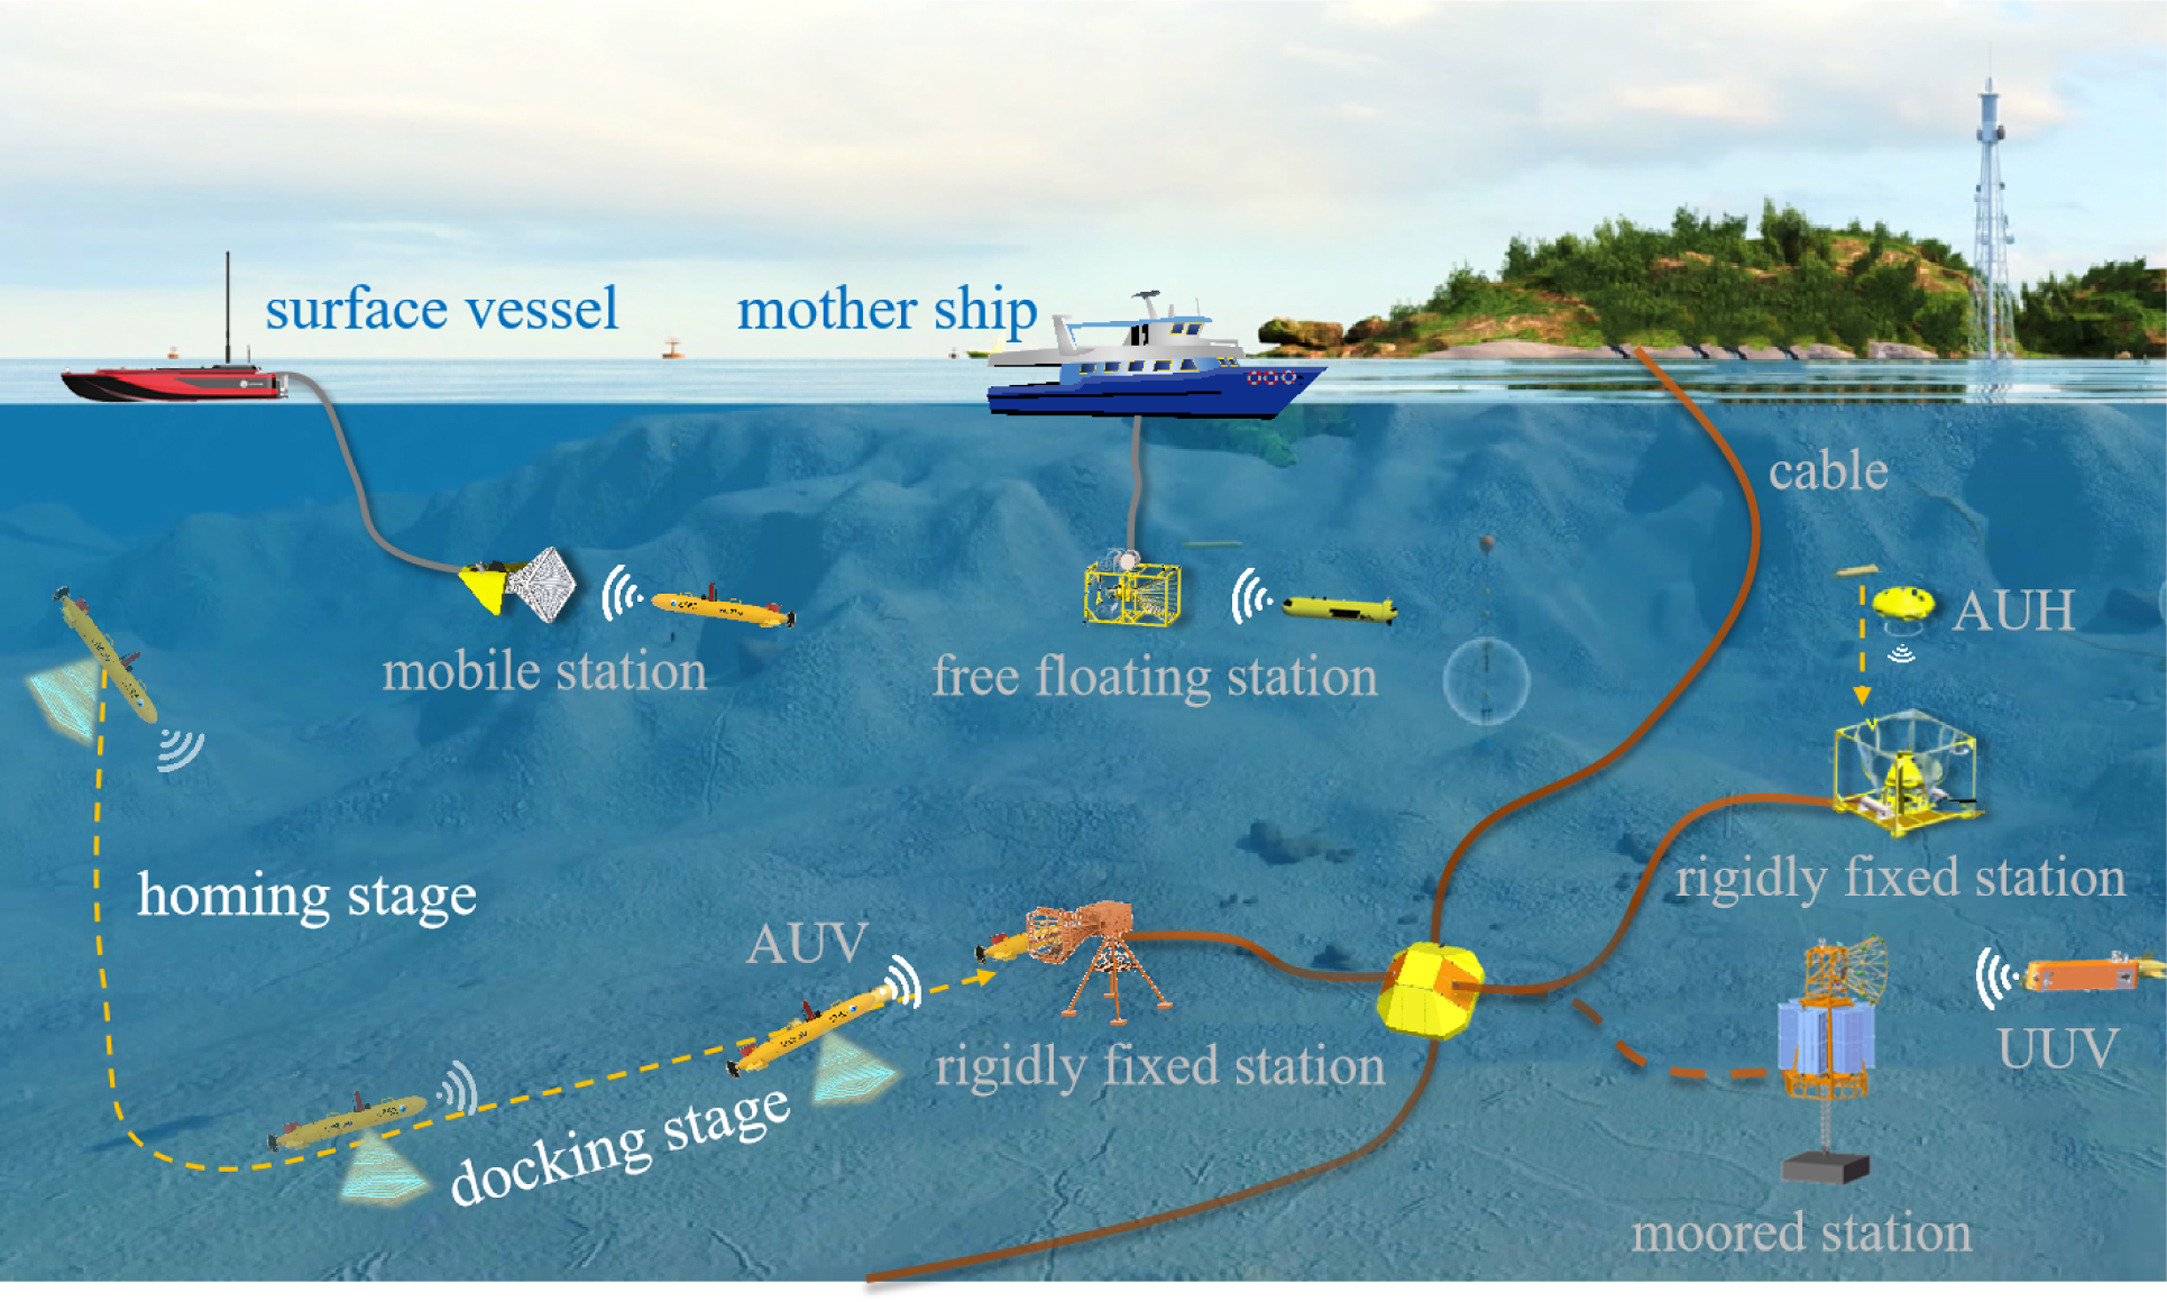 surface vessel
mother ship
cable
AUH
mobile station
free floating station
rigidly fixed station
homing stage
AUV
UUV
rigidly fixed station
docking stage
moored station